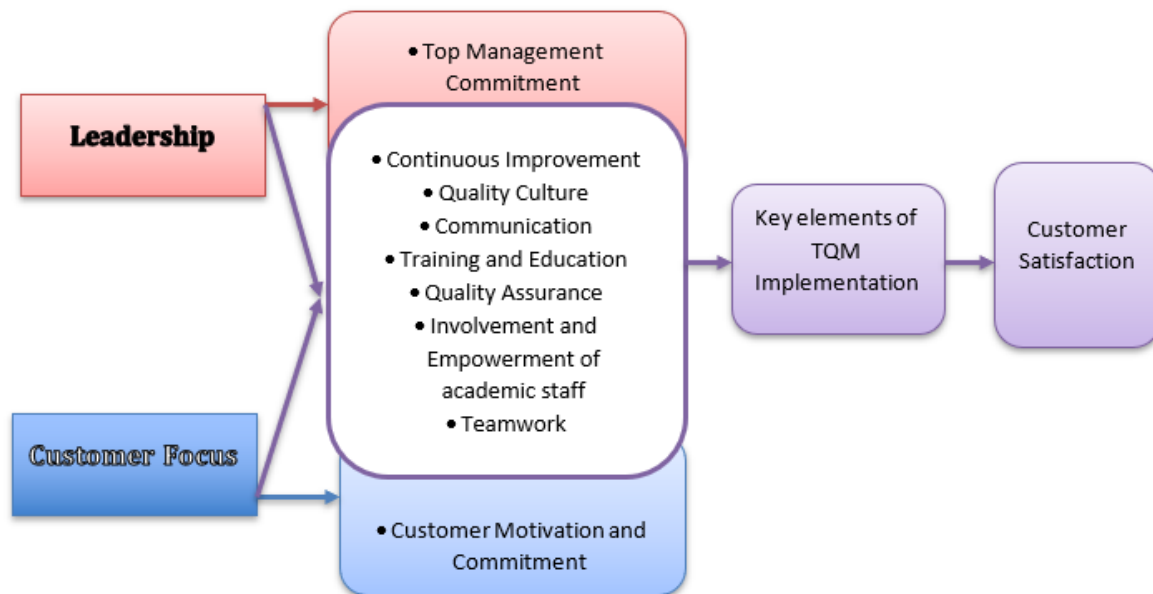 Leadership
Customer Focus
• Top Management
Commitment
• Continuous Improvement
• Quality Culture
• Communication
• Training and Education
• Quality Assurance
• Involvement and
Empowerment of
academic staff
• Teamwork
• Customer Motivation and
Commitment
Key elements of
TQM
Implementation
Customer
Satisfaction